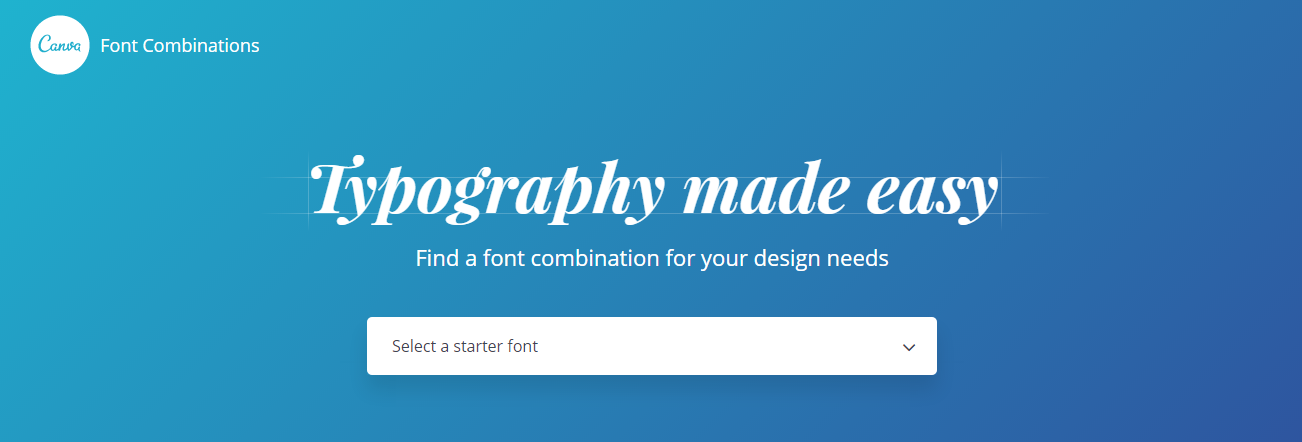 Canva
Font Combinations
Typography made easy
Find a font combination for your design needs
Select a starter font